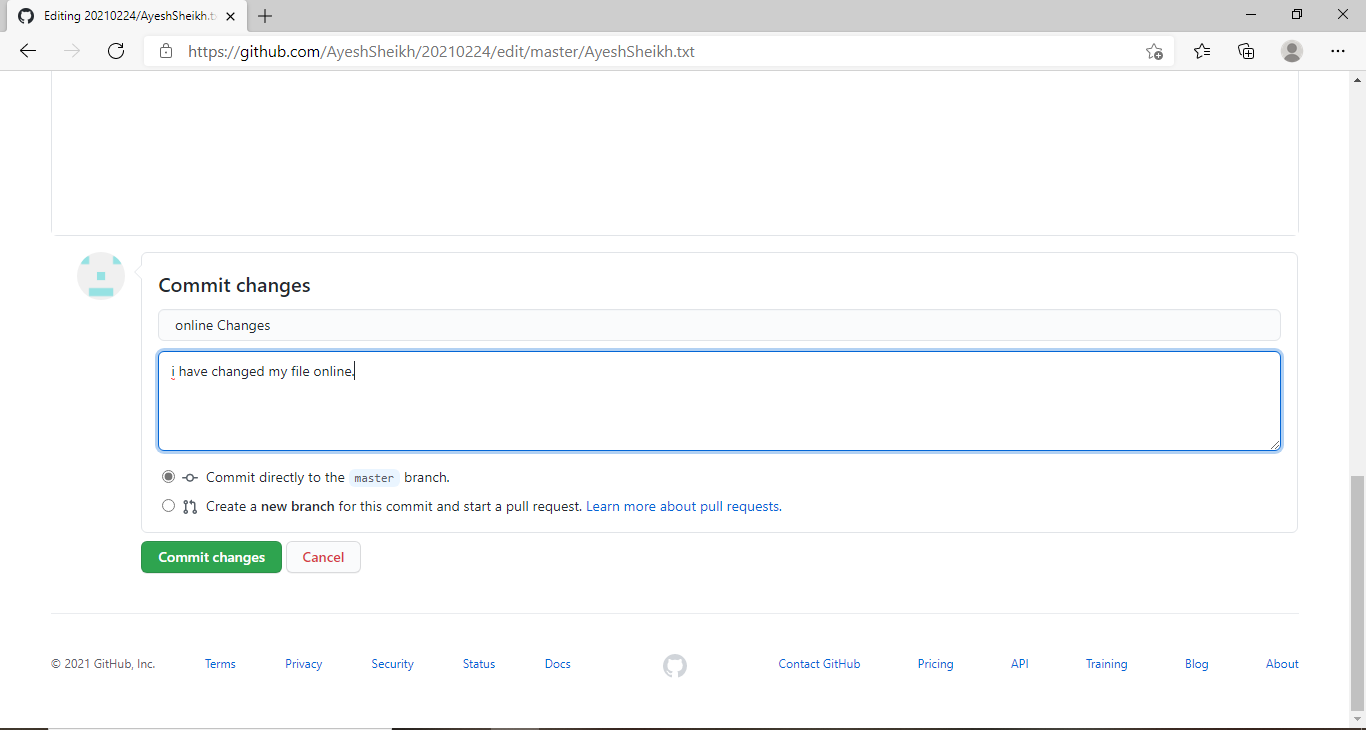 Editing 20210224/AyeshSheikh.t
https://github.com/AyeshSheikh/20210224/edit/master/AyeshSheikh.txt
Commit changes
online Changes
i have changed my file online.
Commit directly to the master branch.
Create a new branch for this commit and start a pull request. Learn more about pull requests.
Commit changes Cancel
© 2021 GitHub, Inc. Terms Privacy Security Status Docs Contact GitHub Pricing API Training Blog About